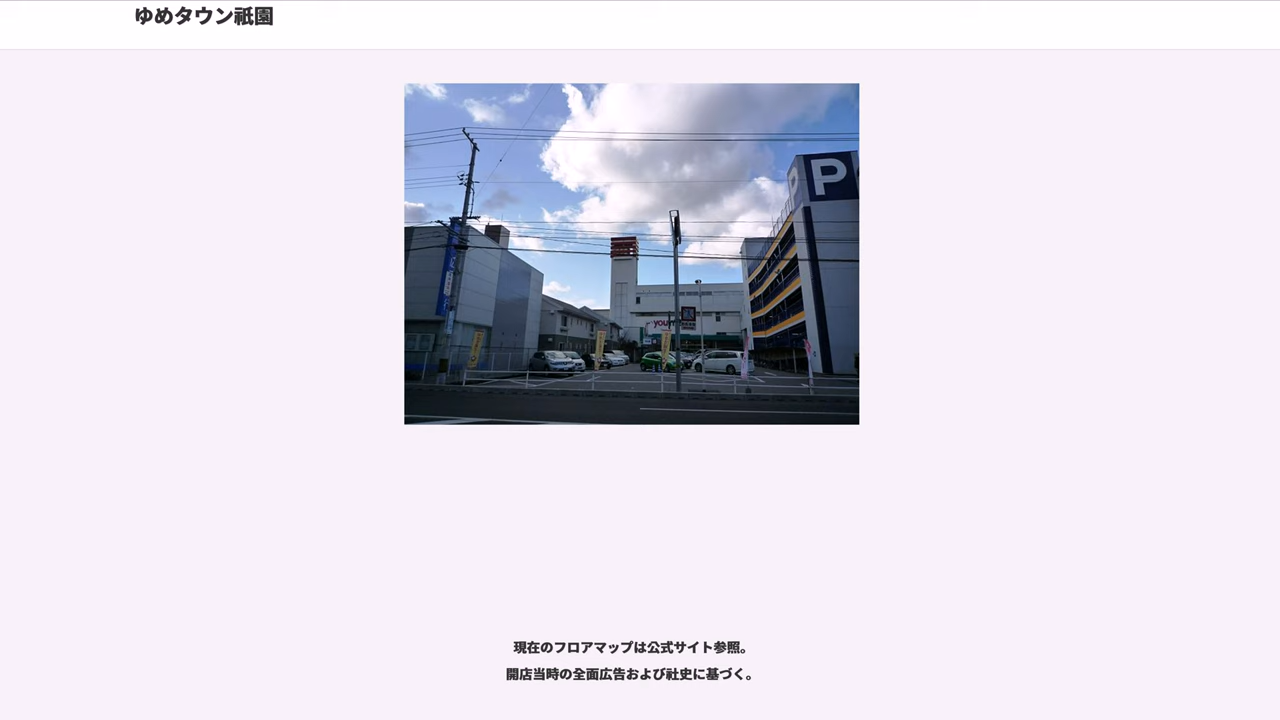 ゆめタウン祇園
P
youme
現在のフロアマップは公式サイト参照。
開店当時の全面広告および社史に基づく。